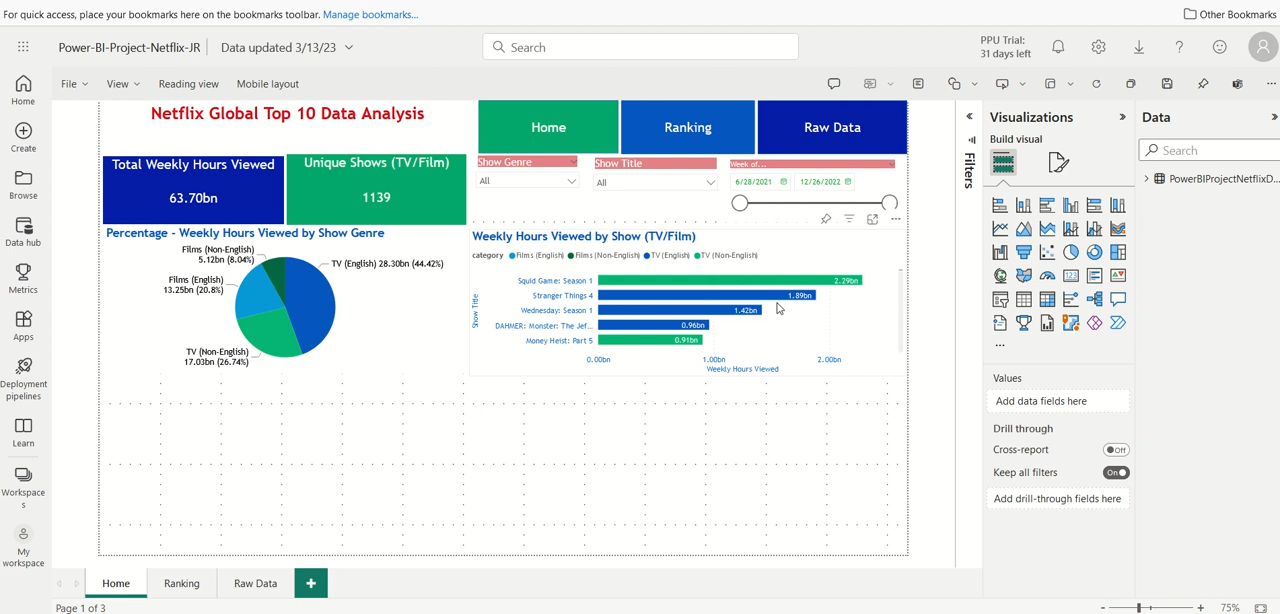 For quick access, place your bookmarks here on the bookmarks toolbar. Manage bookmarks...
Other Bookmarks
Power-BI-Project-Netflix-JR
Data updated 3/13/23
Search
PPU Trial:
31 days left
File
View
Reading view
Mobile layout
Home
Create
Browse
Data hub
Metrics
Apps
Deployment
pipelines
Learn
Workspace
s
My
workspace
Netflix Global Top 10 Data Analysis
Home
Ranking
Raw Data
Total Weekly Hours Viewed
63.70bn
Unique Shows (TV/Film)
1139
Show Genre
All
Show Title
All
Week of...
6/28/2021
12/26/2022
Percentage - Weekly Hours Viewed by Show Genre
Films (Non-English)
5.12bn (8.04%)
TV (English) 28.30bn (44.42%)
Films (English)
13.25bn (20.8%)
TV (Non-English)
17.03bn (26.74%)
Weekly Hours Viewed by Show (TV/Film)
category Films (English) Films (Non-English) TV (English) TV (Non-English)
Show Title
Squid Game: Season 1 2.29bn
Stranger Things 4 1.89bn
Wednesday: Season 1 1.42bn
DAHMER: Monster: The Jef... 0.96bn
Money Heist: Part 5 0.91bn
0.00bn 1.00bn 2.00bn
Weekly Hours Viewed
Filters
Visualizations
Build visual
Values
Add data fields here
Drill through
Cross-report
Off
Keep all filters
On
Add drill-through fields here
Data
Search
PowerBIProjectNetflixD...
Home
Ranking
Raw Data
Page 1 of 3
75%